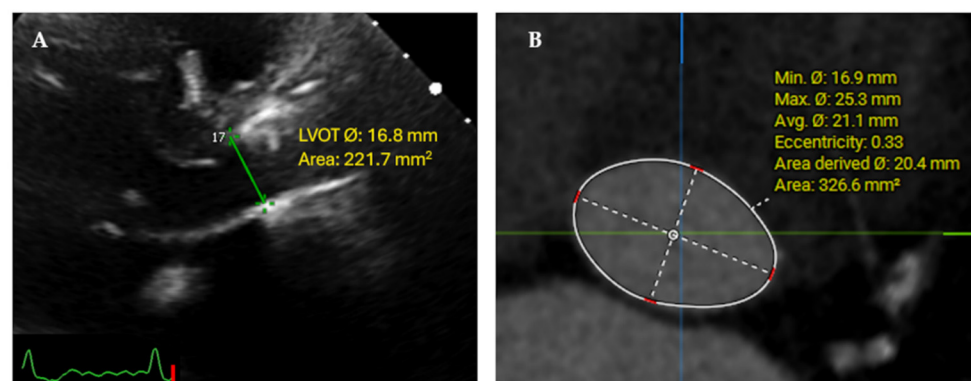 A
17
LVOT Ø: 16.8 mm
Area: 221.7 mm²
B
Min. Ø: 16.9 mm
Max. Ø: 25.3 mm
Avg. Ø: 21.1 mm
Eccentricity: 0.33
Area derived Ø: 20.4 mm
Area: 326.6 mm²